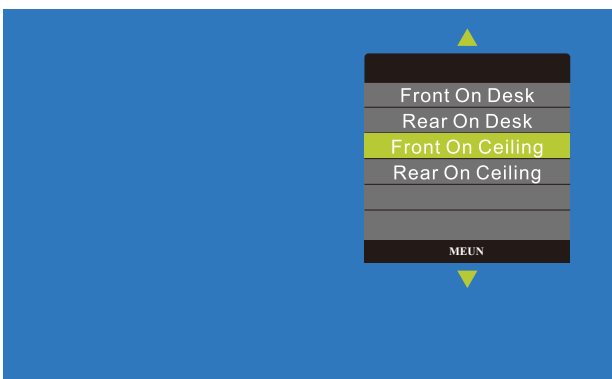 Front On Desk
Rear On Desk
Front On Ceiling
Rear On Ceiling
MEUN